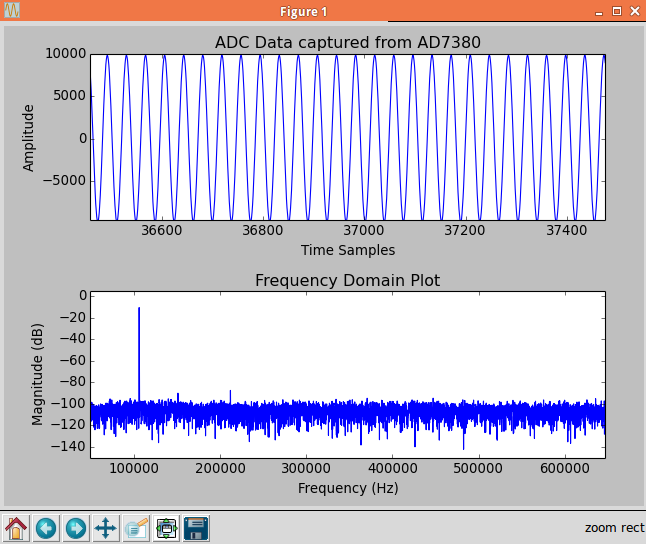 Figure 1
ADC Data captured from AD7380
10000
5000
0
−5000
Amplitude
36600 36800 37000 37200 37400
Time Samples
Frequency Domain Plot
0
−20
−40
−60
−80
−100
−120
−140
Magnitude (dB)
100000 200000 300000 400000 500000 600000
Frequency (Hz)
zoom rect